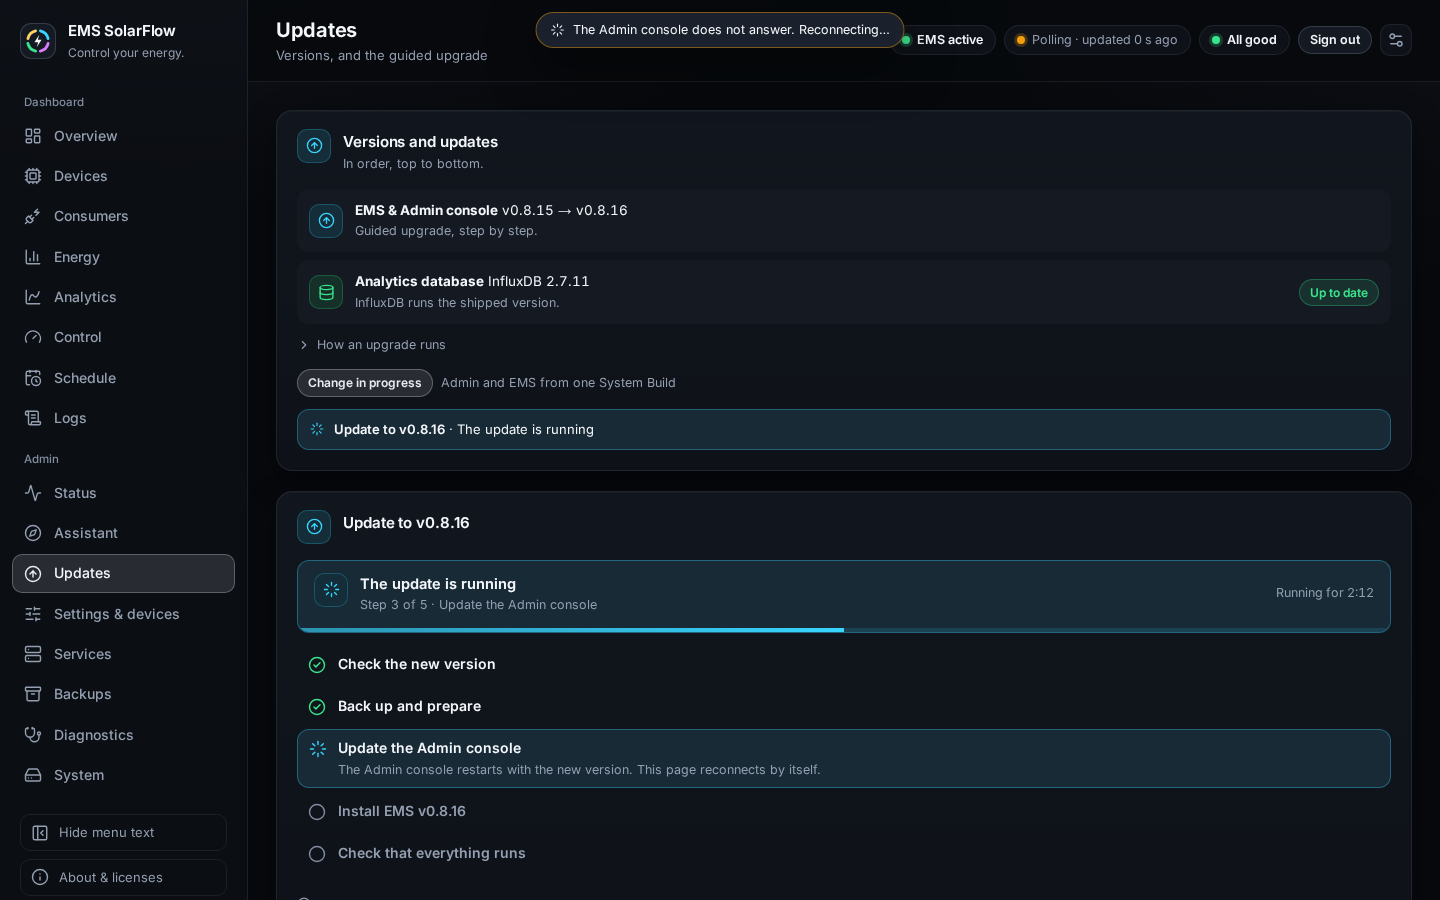 EMS SolarFlow
Control your energy.
Dashboard
Overview
Devices
Consumers
Energy
Analytics
Control
Schedule
Logs
Admin
Status
Assistant
Updates
Settings & devices
Services
Backups
Diagnostics
System
Hide menu text
About & licenses
Updates
Versions, and the guided upgrade
The Admin console does not answer. Reconnecting…
EMS active
Polling · updated 0 s ago
All good
Sign out
Versions and updates
In order, top to bottom.
EMS & Admin console v0.8.15 → v0.8.16
Guided upgrade, step by step.
Analytics database InfluxDB 2.7.11
InfluxDB runs the shipped version.
Up to date
How an upgrade runs
Change in progress Admin and EMS from one System Build
Update to v0.8.16 · The update is running
Update to v0.8.16
The update is running
Step 3 of 5 · Update the Admin console
Running for 2:12
Check the new version
Back up and prepare
Update the Admin console
The Admin console restarts with the new version. This page reconnects by itself.
Install EMS v0.8.16
Check that everything runs